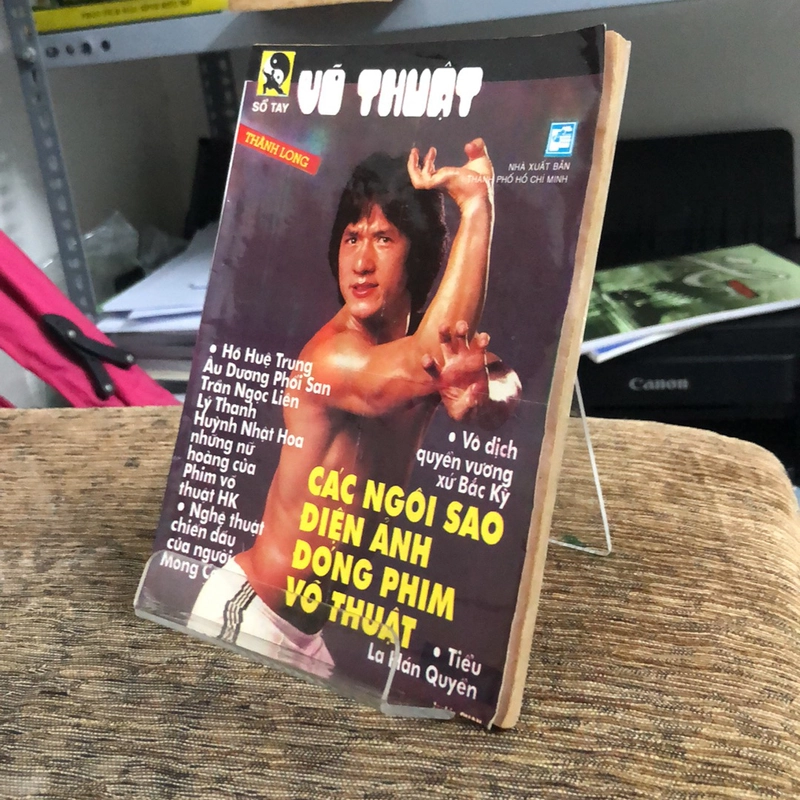 SỔ TAY
VÕ THUẬT
THÀNH LONG
NHÀ XUẤT BẢN
THÀNH PHỐ HỒ CHÍ MINH
• Hồ Huệ Trung
Âu Dương Phối San
Trần Ngọc Liên
Lý Thanh
Huỳnh Nhật Hoa
những nữ
hoàng của
Phim võ
thuật HK
• Nghệ thuật
chiến đấu
của người
Mông
• Vô dịch
quyền vương
xứ Bắc Kỳ
CÁC NGÔI SAO
ĐIỆN ẢNH
ĐÓNG PHIM
VÕ THUẬT
• Tiểu
La Hán Quyền
Canon